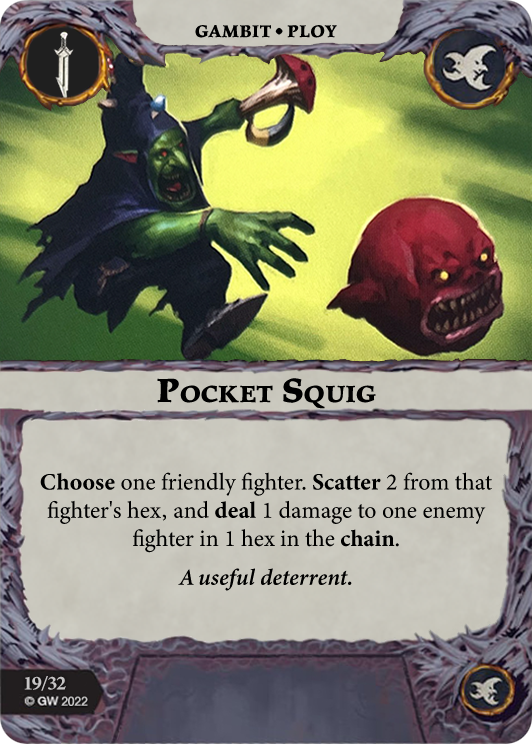 GAMBIT • PLOY
POCKET SQUIG
Choose one friendly fighter. Scatter 2 from that
fighter's hex, and deal 1 damage to one enemy
fighter in 1 hex in the chain.
A useful deterrent.
19/32
© GW 2022